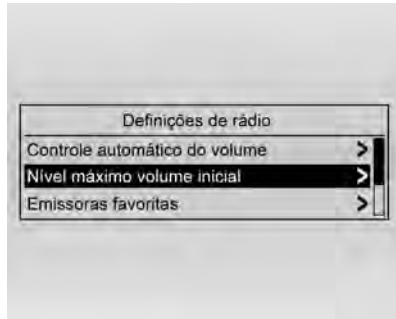 Definições de rádio
Controle automático do volume >
Nível máximo volume inicial >
Emissoras favoritas >